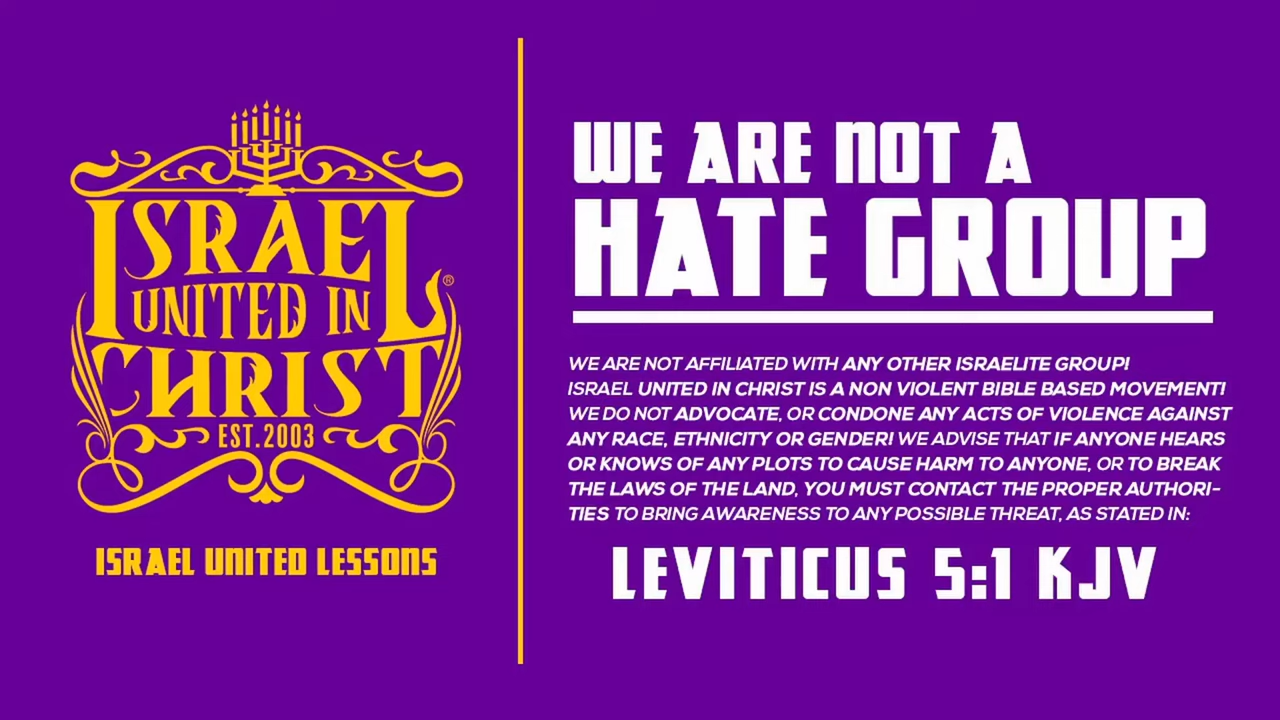 ISRAEL
UNITED IN
CHRIST
®
EST.2003
ISRAEL UNITED LESSONS
WE ARE NOT A
HATE GROUP
WE ARE NOT AFFILIATED WITH ANY OTHER ISRAELITE GROUP!
ISRAEL UNITED IN CHRIST IS A NON VIOLENT BIBLE BASED MOVEMENT!
WE DO NOT ADVOCATE, OR CONDONE ANY ACTS OF VIOLENCE AGAINST
ANY RACE, ETHNICITY OR GENDER! WE ADVISE THAT IF ANYONE HEARS
OR KNOWS OF ANY PLOTS TO CAUSE HARM TO ANYONE, OR TO BREAK
THE LAWS OF THE LAND, YOU MUST CONTACT THE PROPER AUTHORI-
TIES TO BRING AWARENESS TO ANY POSSIBLE THREAT, AS STATED IN:
LEVITICUS 5:1 KJV